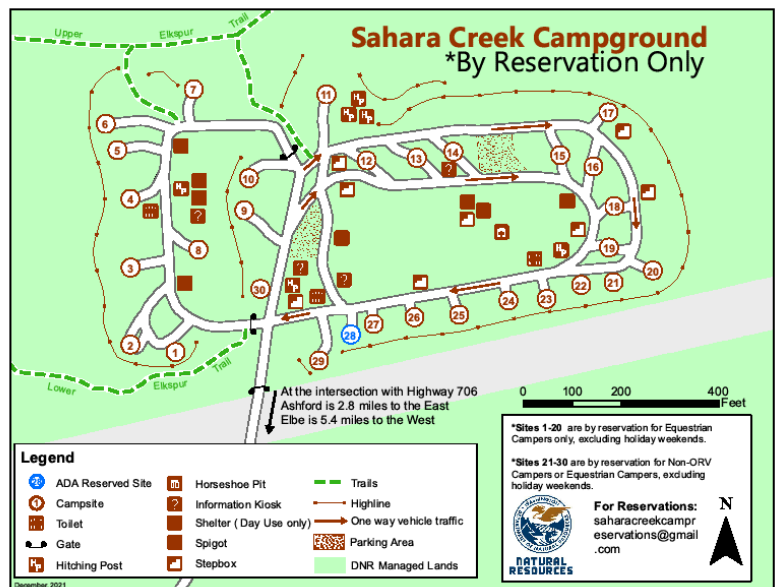 Sahara Creek Campground
*By Reservation Only
Upper Elkspur Trail
7
11
6
17
5
12
13
14
15
16
10
4
18
9
8
19
3
20
30
21
22
23
24
25
26
27
28
29
2
1
Lower Elkspur Trail
At the intersection with Highway 706
Ashford is 2.8 miles to the East
Elbe is 5.4 miles to the West
0 100 200 400
Feet
Legend
28 ADA Reserved Site
1 Campsite
Toilet
Gate
Hitching Post
Horseshoe Pit
Information Kiosk
Shelter ( Day Use only)
Spigot
Stepbox
Trails
Highline
One way vehicle traffic
Parking Area
DNR Managed Lands
*Sites 1-20 are by reservation for Equestrian
Campers only, excluding holiday weekends.
*Sites 21-30 are by reservation for Non-ORV
Campers or Equestrian Campers, excluding
holiday weekends.
For Reservations:
saharacreekcampr
eservations@gmail
.com
N
NATURAL
RESOURCES
December 2021